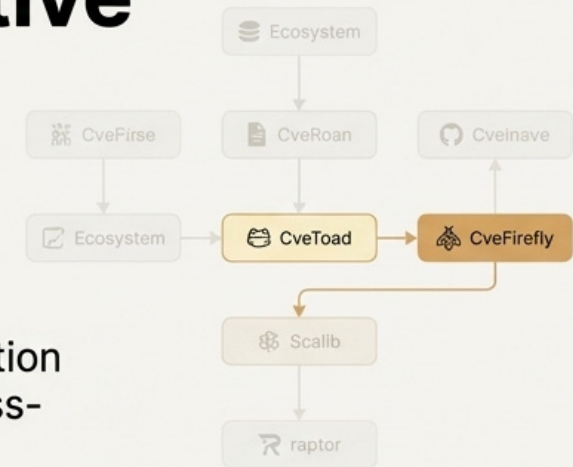 tive
Ecosystem
CveFirse
CveRoan
Cveinave
Ecosystem
CveToad
CveFirefly
Scalib
tion
ss-
raptor